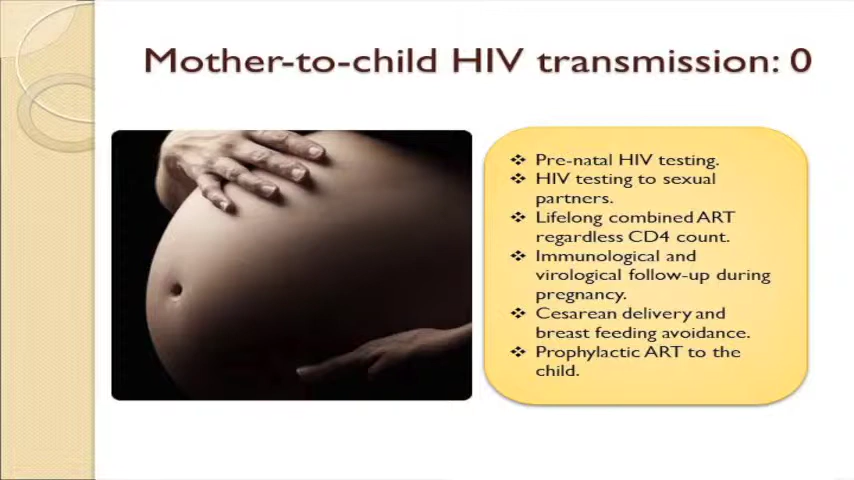 Mother-to-child HIV transmission: 0
❖ Pre-natal HIV testing.
❖ HIV testing to sexual
partners.
❖ Lifelong combined ART
regardless CD4 count.
❖ Immunological and
virological follow-up during
pregnancy.
❖ Cesarean delivery and
breast feeding avoidance.
❖ Prophylactic ART to the
child.